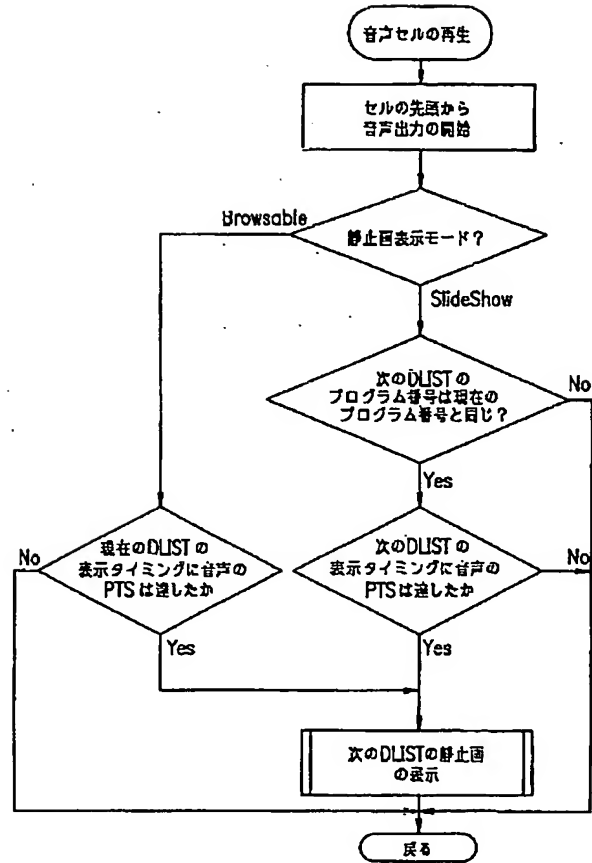 音声セルの再生
セルの先頭から
音声出力の開始
Browsable
静止画表示モード？
SlideShow
次のDLISTの
プログラム番号は現在の
プログラム番号と同じ？
No
Yes
No
現在のDLISTの
表示タイミングに音声の
PTSは達したか
次のDLISTの
表示タイミングに音声の
PTSは達したか
No
Yes
Yes
次のDLISTの静止画
の表示
戻る